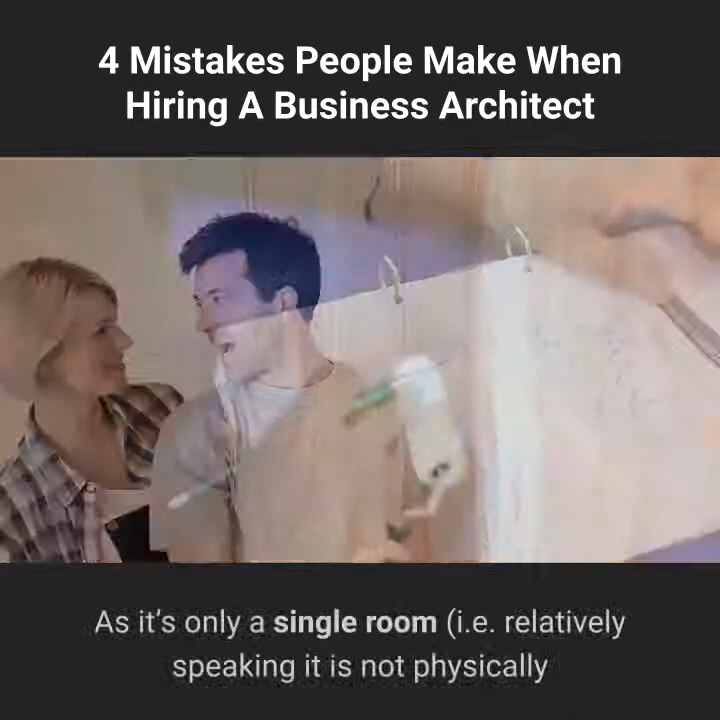 4 Mistakes People Make When
Hiring A Business Architect
As it’s only a single room (i.e. relatively
speaking it is not physically